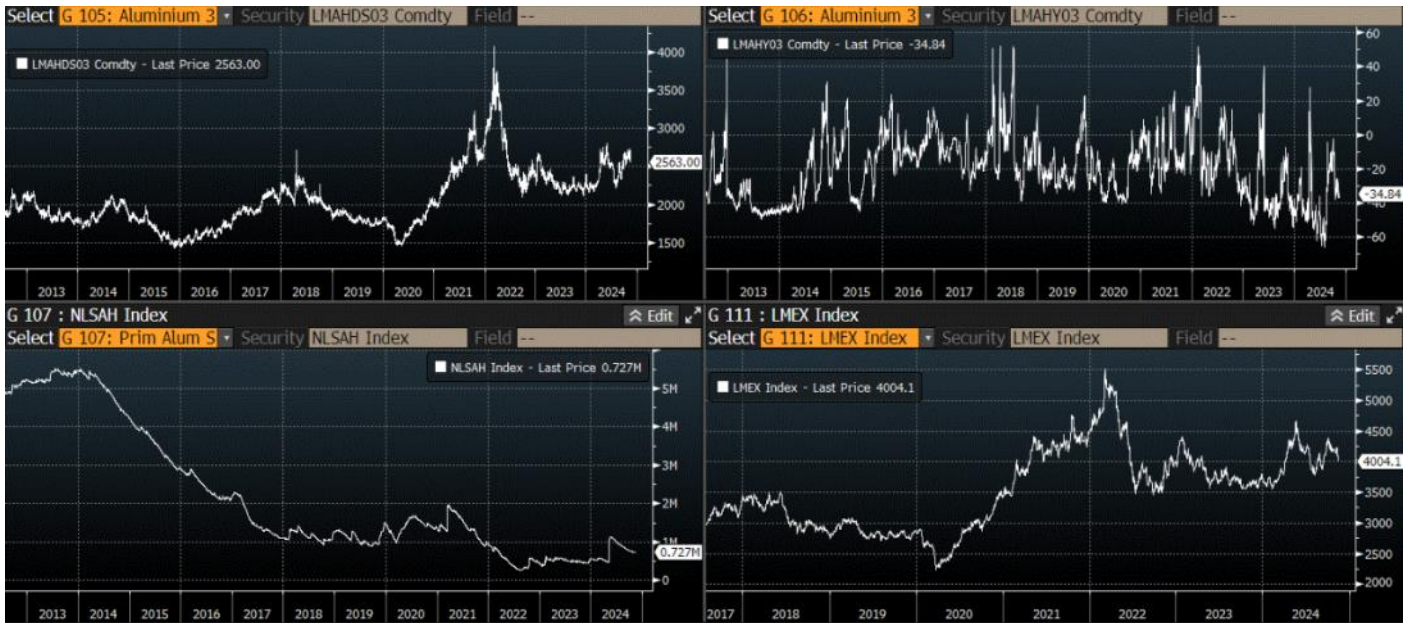 Select G 105: Aluminium 3 Security LMAHDS03 Comdty Field --
LMAHDS03 Comdty - Last Price 2563.00
4000
3500
3000
2563.00
2000
1500
2013 2014 2015 2016 2017 2018 2019 2020 2021 2022 2023 2024
Select G 106: Aluminium 3 Security LMAHY03 Comdty Field --
LMAHY03 Comdty - Last Price -34.84
60
40
20
0
-20
-34.84
-40
-60
2013 2014 2015 2016 2017 2018 2019 2020 2021 2022 2023 2024
G 107 : NLSAH Index Edit
Select G 107: Prim Alum S Security NLSAH Index Field --
NLSAH Index - Last Price 0.727M
5M
4M
3M
2M
1M
0.727M
0
2013 2014 2015 2016 2017 2018 2019 2020 2021 2022 2023 2024
G 111 : LMEX Index Edit
Select G 111: LMEX Index Security LMEX Index Field --
LMEX Index - Last Price 4004.1
5500
5000
4500
4004.1
3500
3000
2500
2000
2017 2018 2019 2020 2021 2022 2023 2024